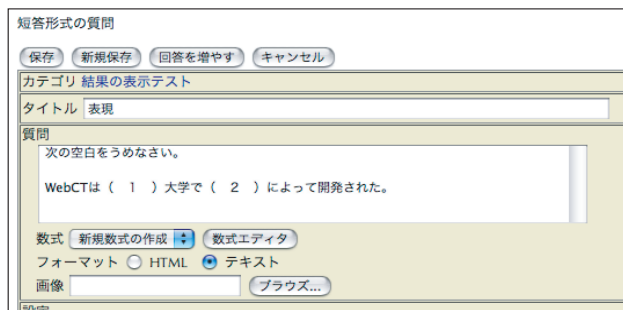 短答形式の質問
保存 新規保存 回答を増やす キャンセル
カテゴリ 結果の表示テスト
タイトル 表現
質問
次の空白をうめなさい。
WebCTは（ 1 ）大学で（ 2 ）によって開発された。
数式 新規数式の作成 数式エディタ
フォーマット HTML テキスト
画像 ブラウズ...
設定